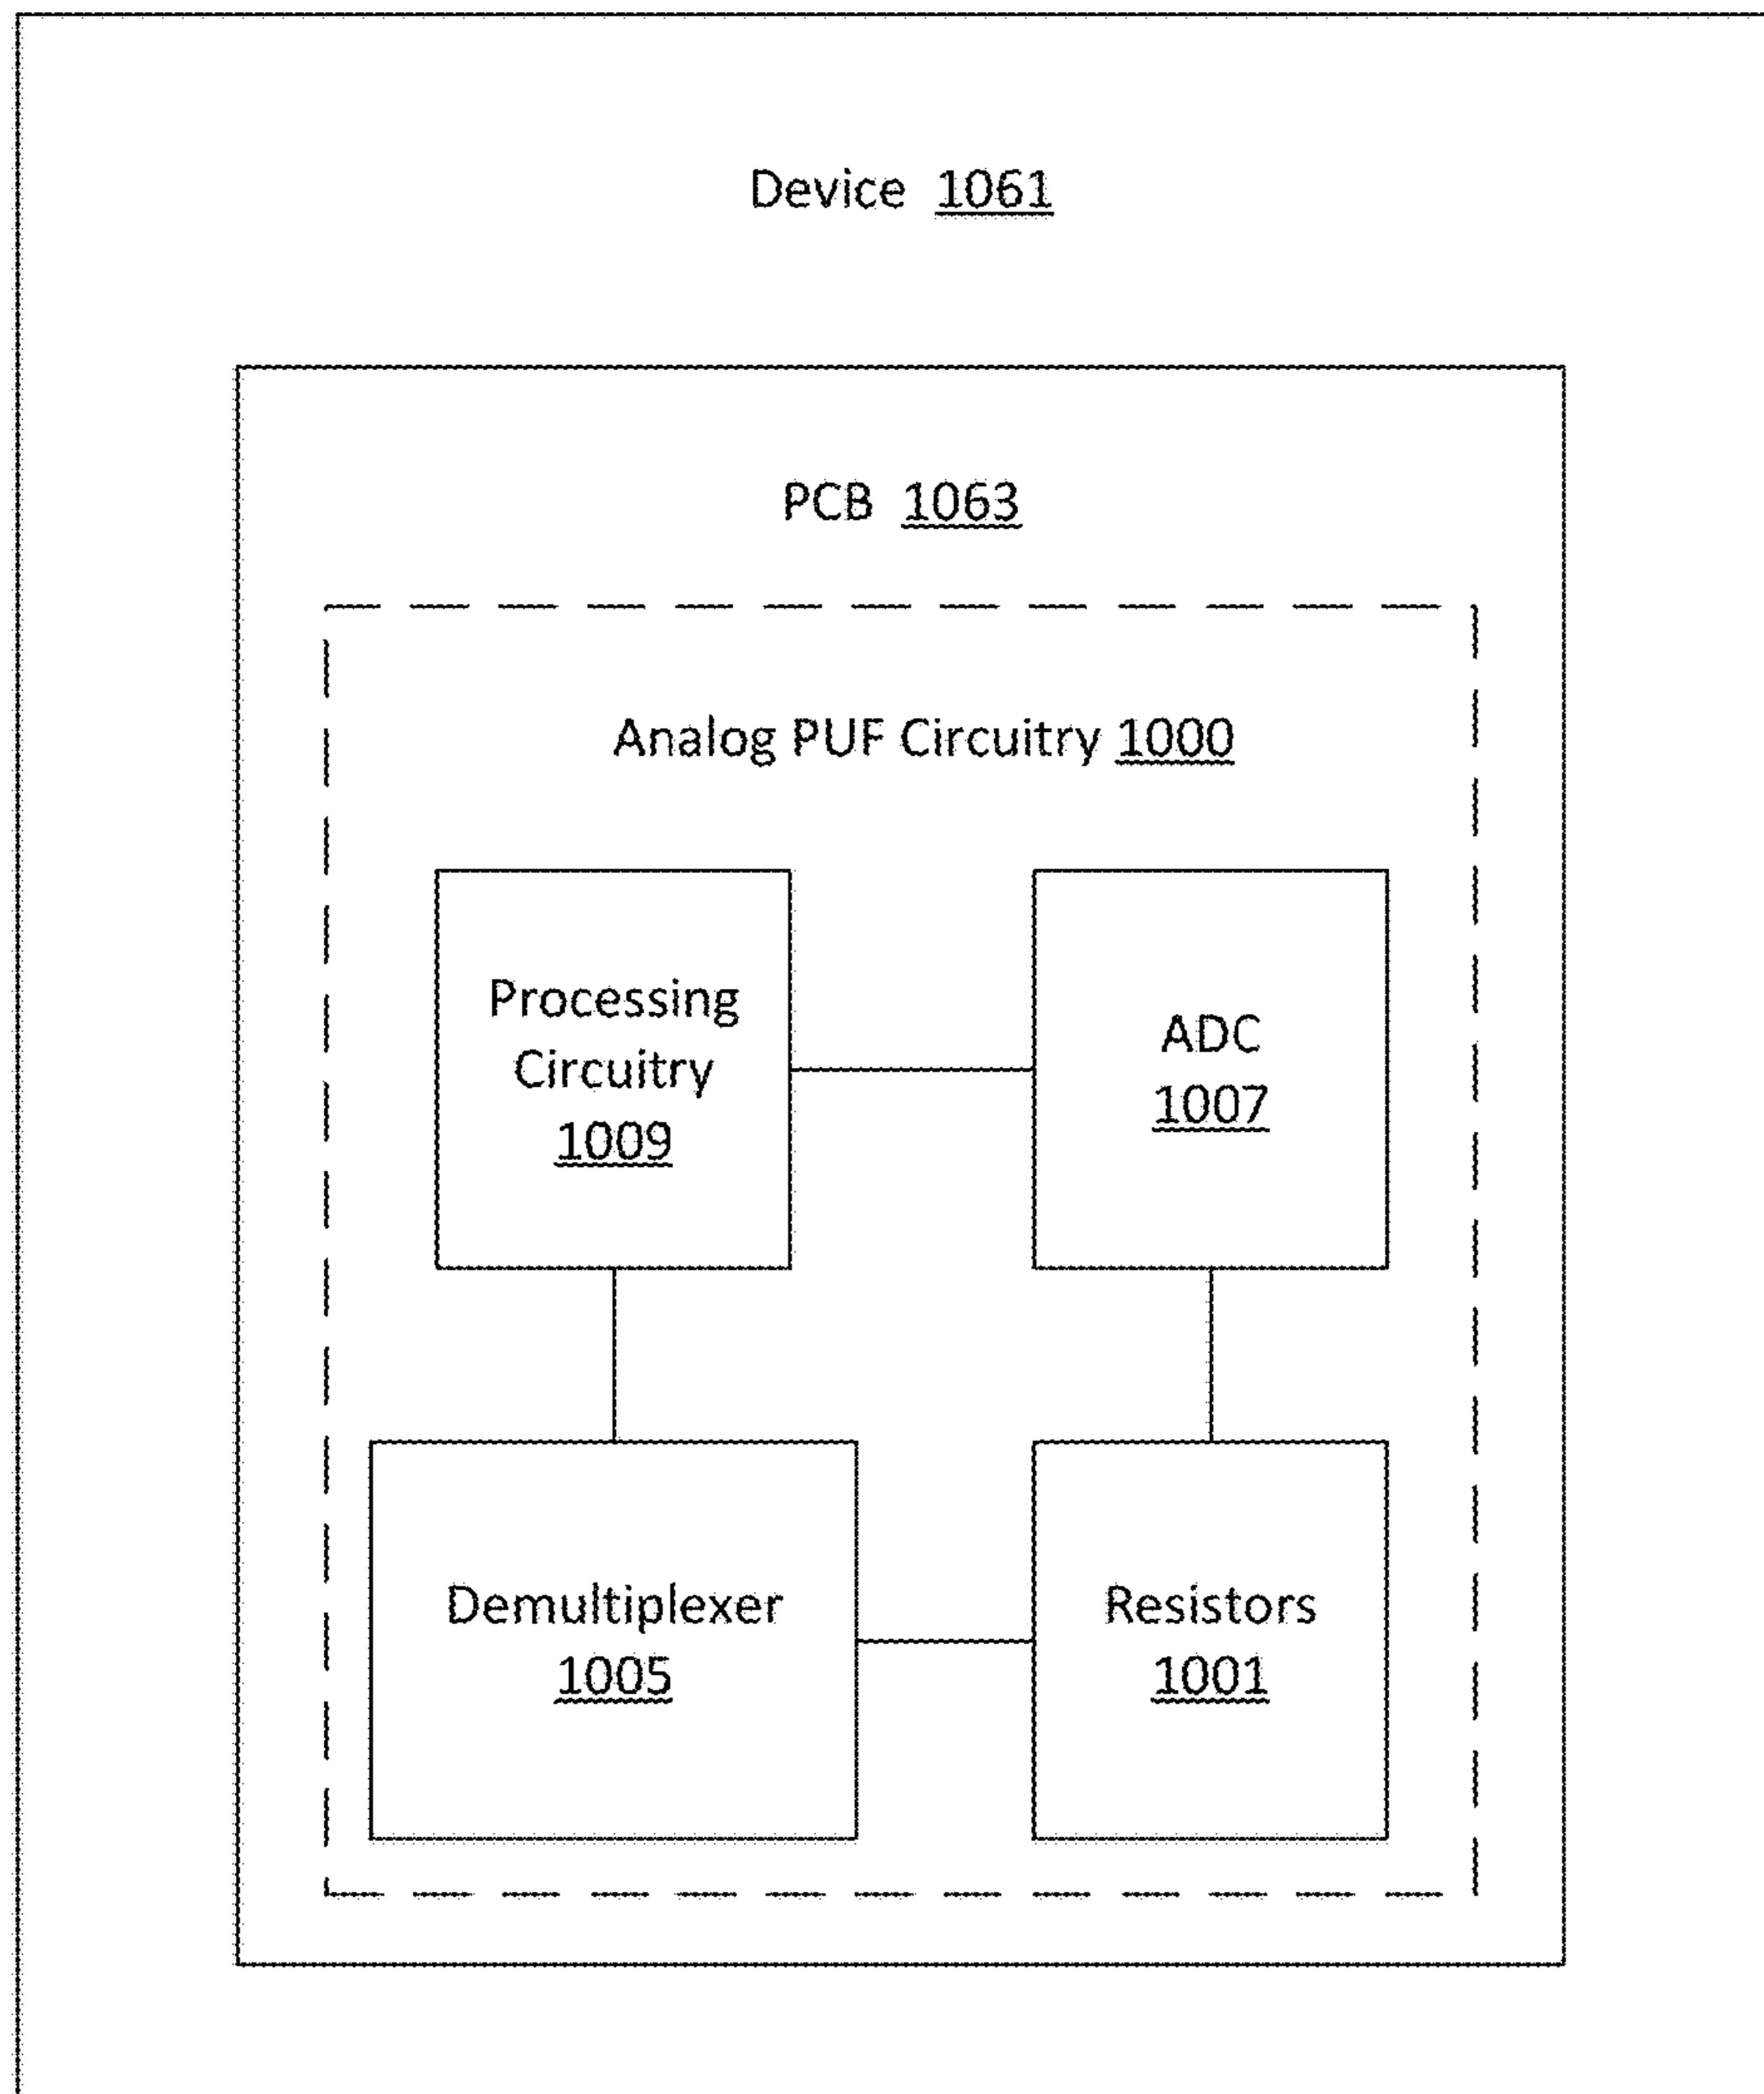 Device 1061
PCB 1063
Analog PUF Circuitry 1000
Processing
Circuitry
1009
ADC
1007
Demultiplexer
1005
Resistors
1001